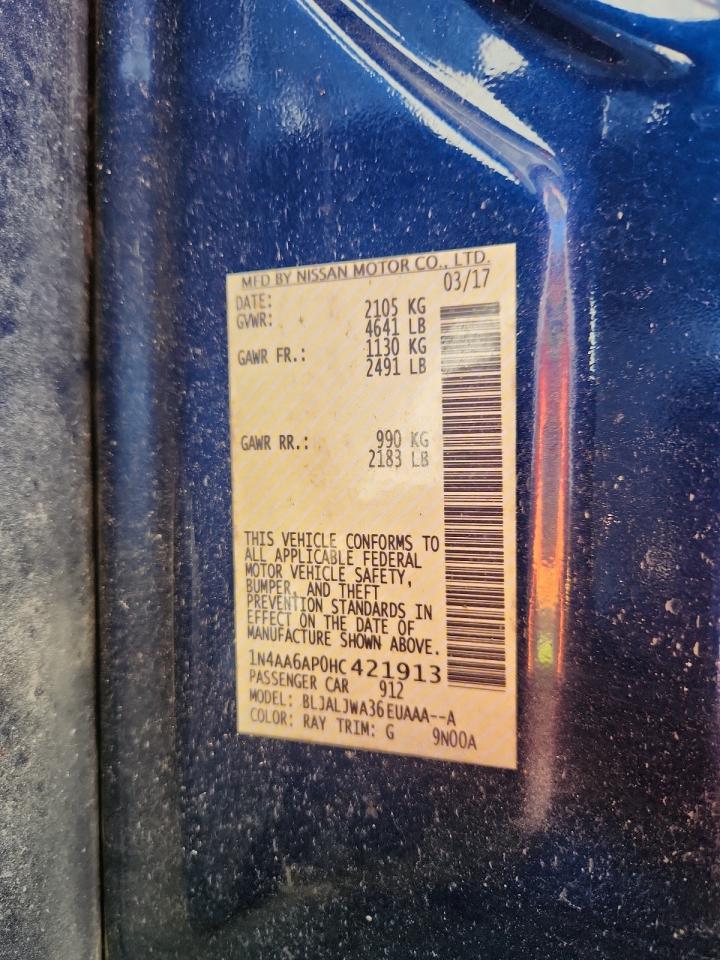 MFD BY NISSAN MOTOR CO., LTD.
DATE: 03/17
GVWR: 2105 KG
4641 LB
GAWR FR.: 1130 KG
2491 LB
GAWR RR.: 990 KG
2183 LB
THIS VEHICLE CONFORMS TO
ALL APPLICABLE FEDERAL
MOTOR VEHICLE SAFETY,
BUMPER, AND THEFT
PREVENTION STANDARDS IN
EFFECT ON THE DATE OF
MANUFACTURE SHOWN ABOVE.
1N4AA6AP0HC421913
PASSENGER CAR 912
MODEL: BLJALJWA36EUAAA--A
COLOR: RAY TRIM: G 9N00A